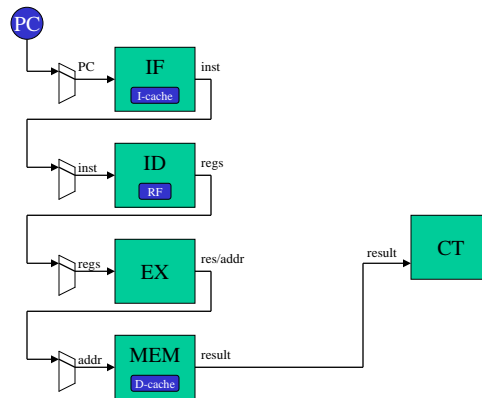 PC
PC
IF
inst
I-cache
inst
ID
regs
RF
regs
EX
res/addr
result
CT
addr
MEM
result
D-cache